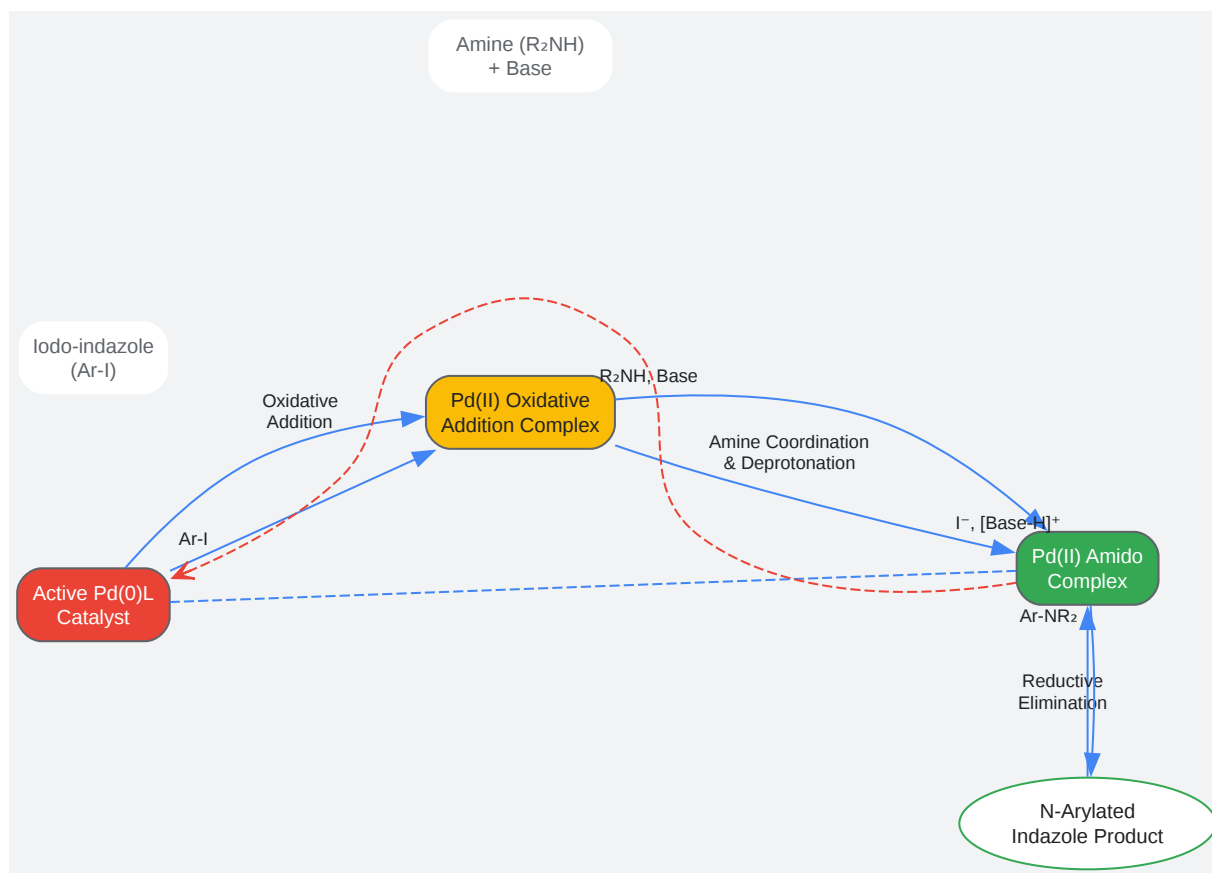 Amine (R₂NH)
+ Base
Iodo-indazole
(Ar-I)
Oxidative
Addition
Pd(II) Oxidative
Addition Complex
R₂NH, Base
Amine Coordination
& Deprotonation
Ar-I
I⁻, [Base-H]⁺
Active Pd(0)L
Catalyst
Pd(II) Amido
Complex
Ar-NR₂
Reductive
Elimination
N-Arylated
Indazole Product